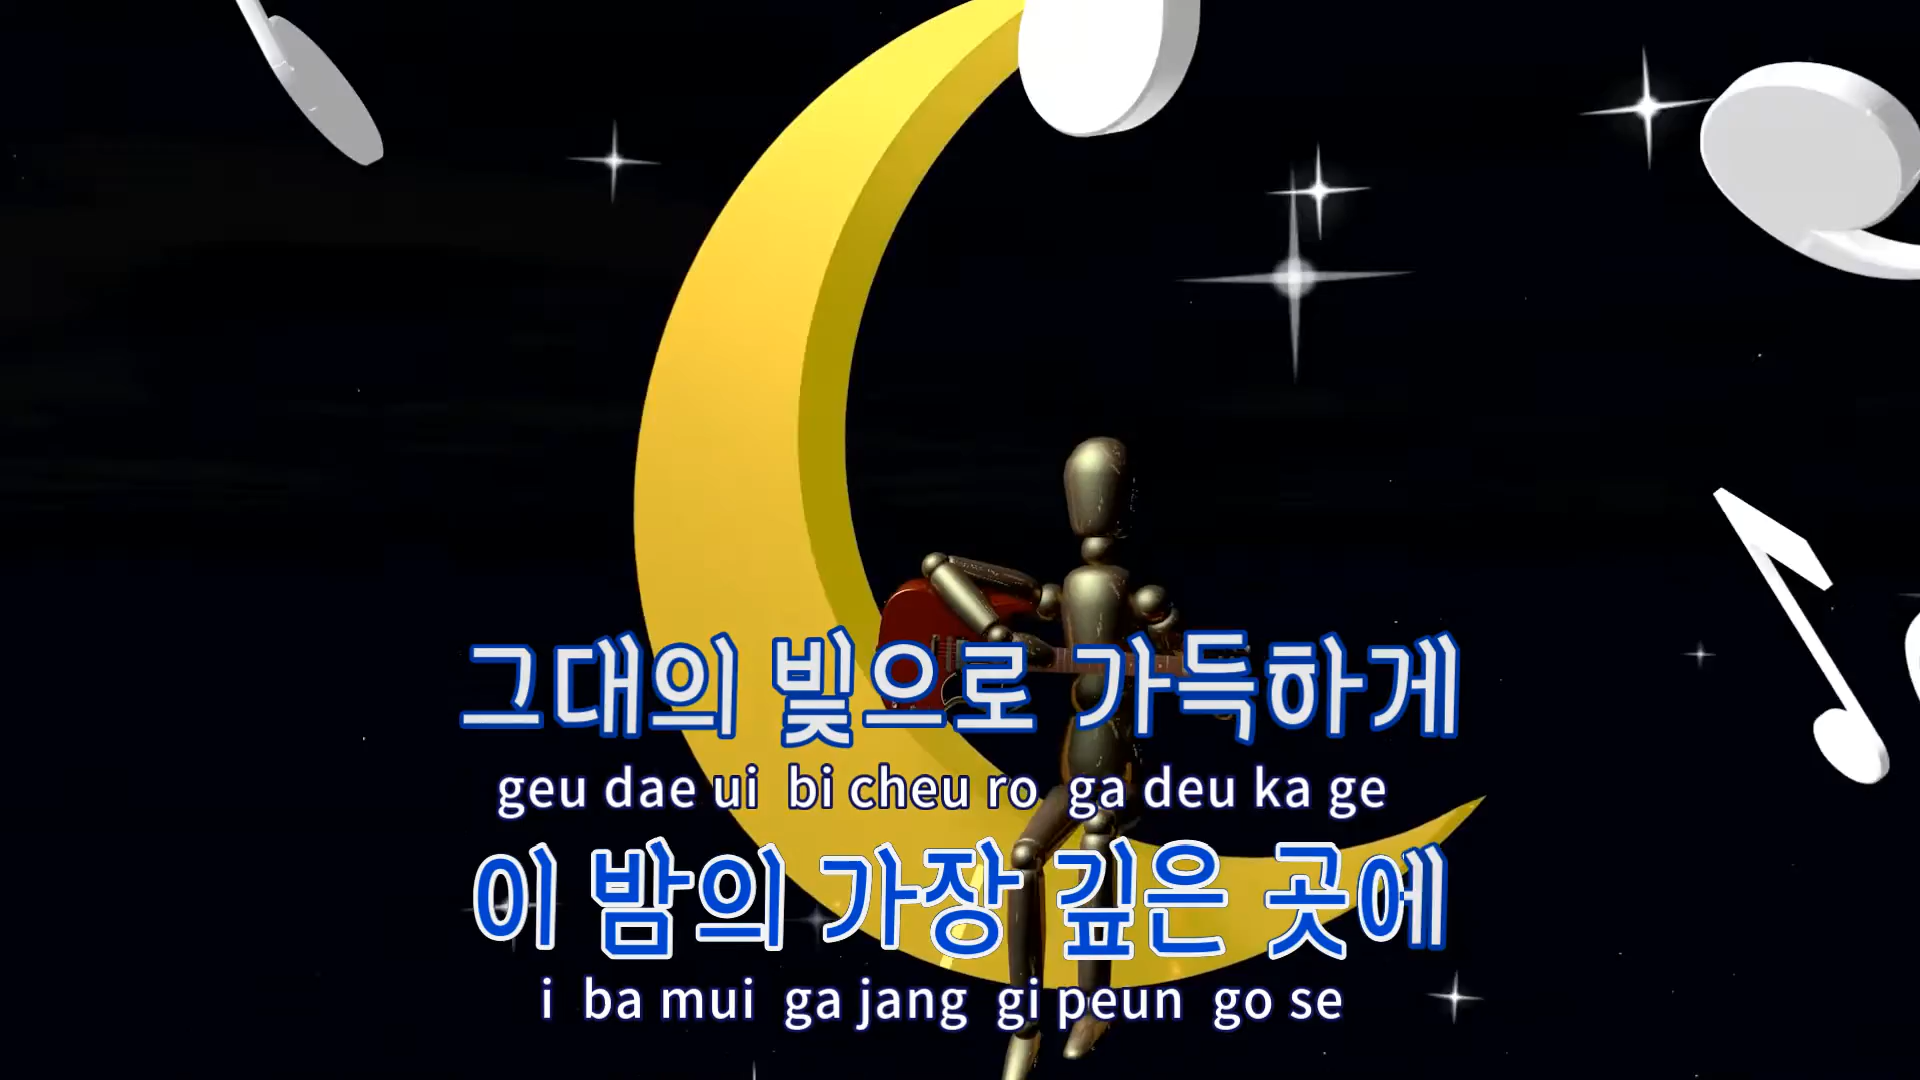 그대의 빛으로 가득하게
geu dae ui bi cheu ro ga deu ka ge
이 밤의 가장 깊은 곳에
i ba mui ga jang gi peun go se